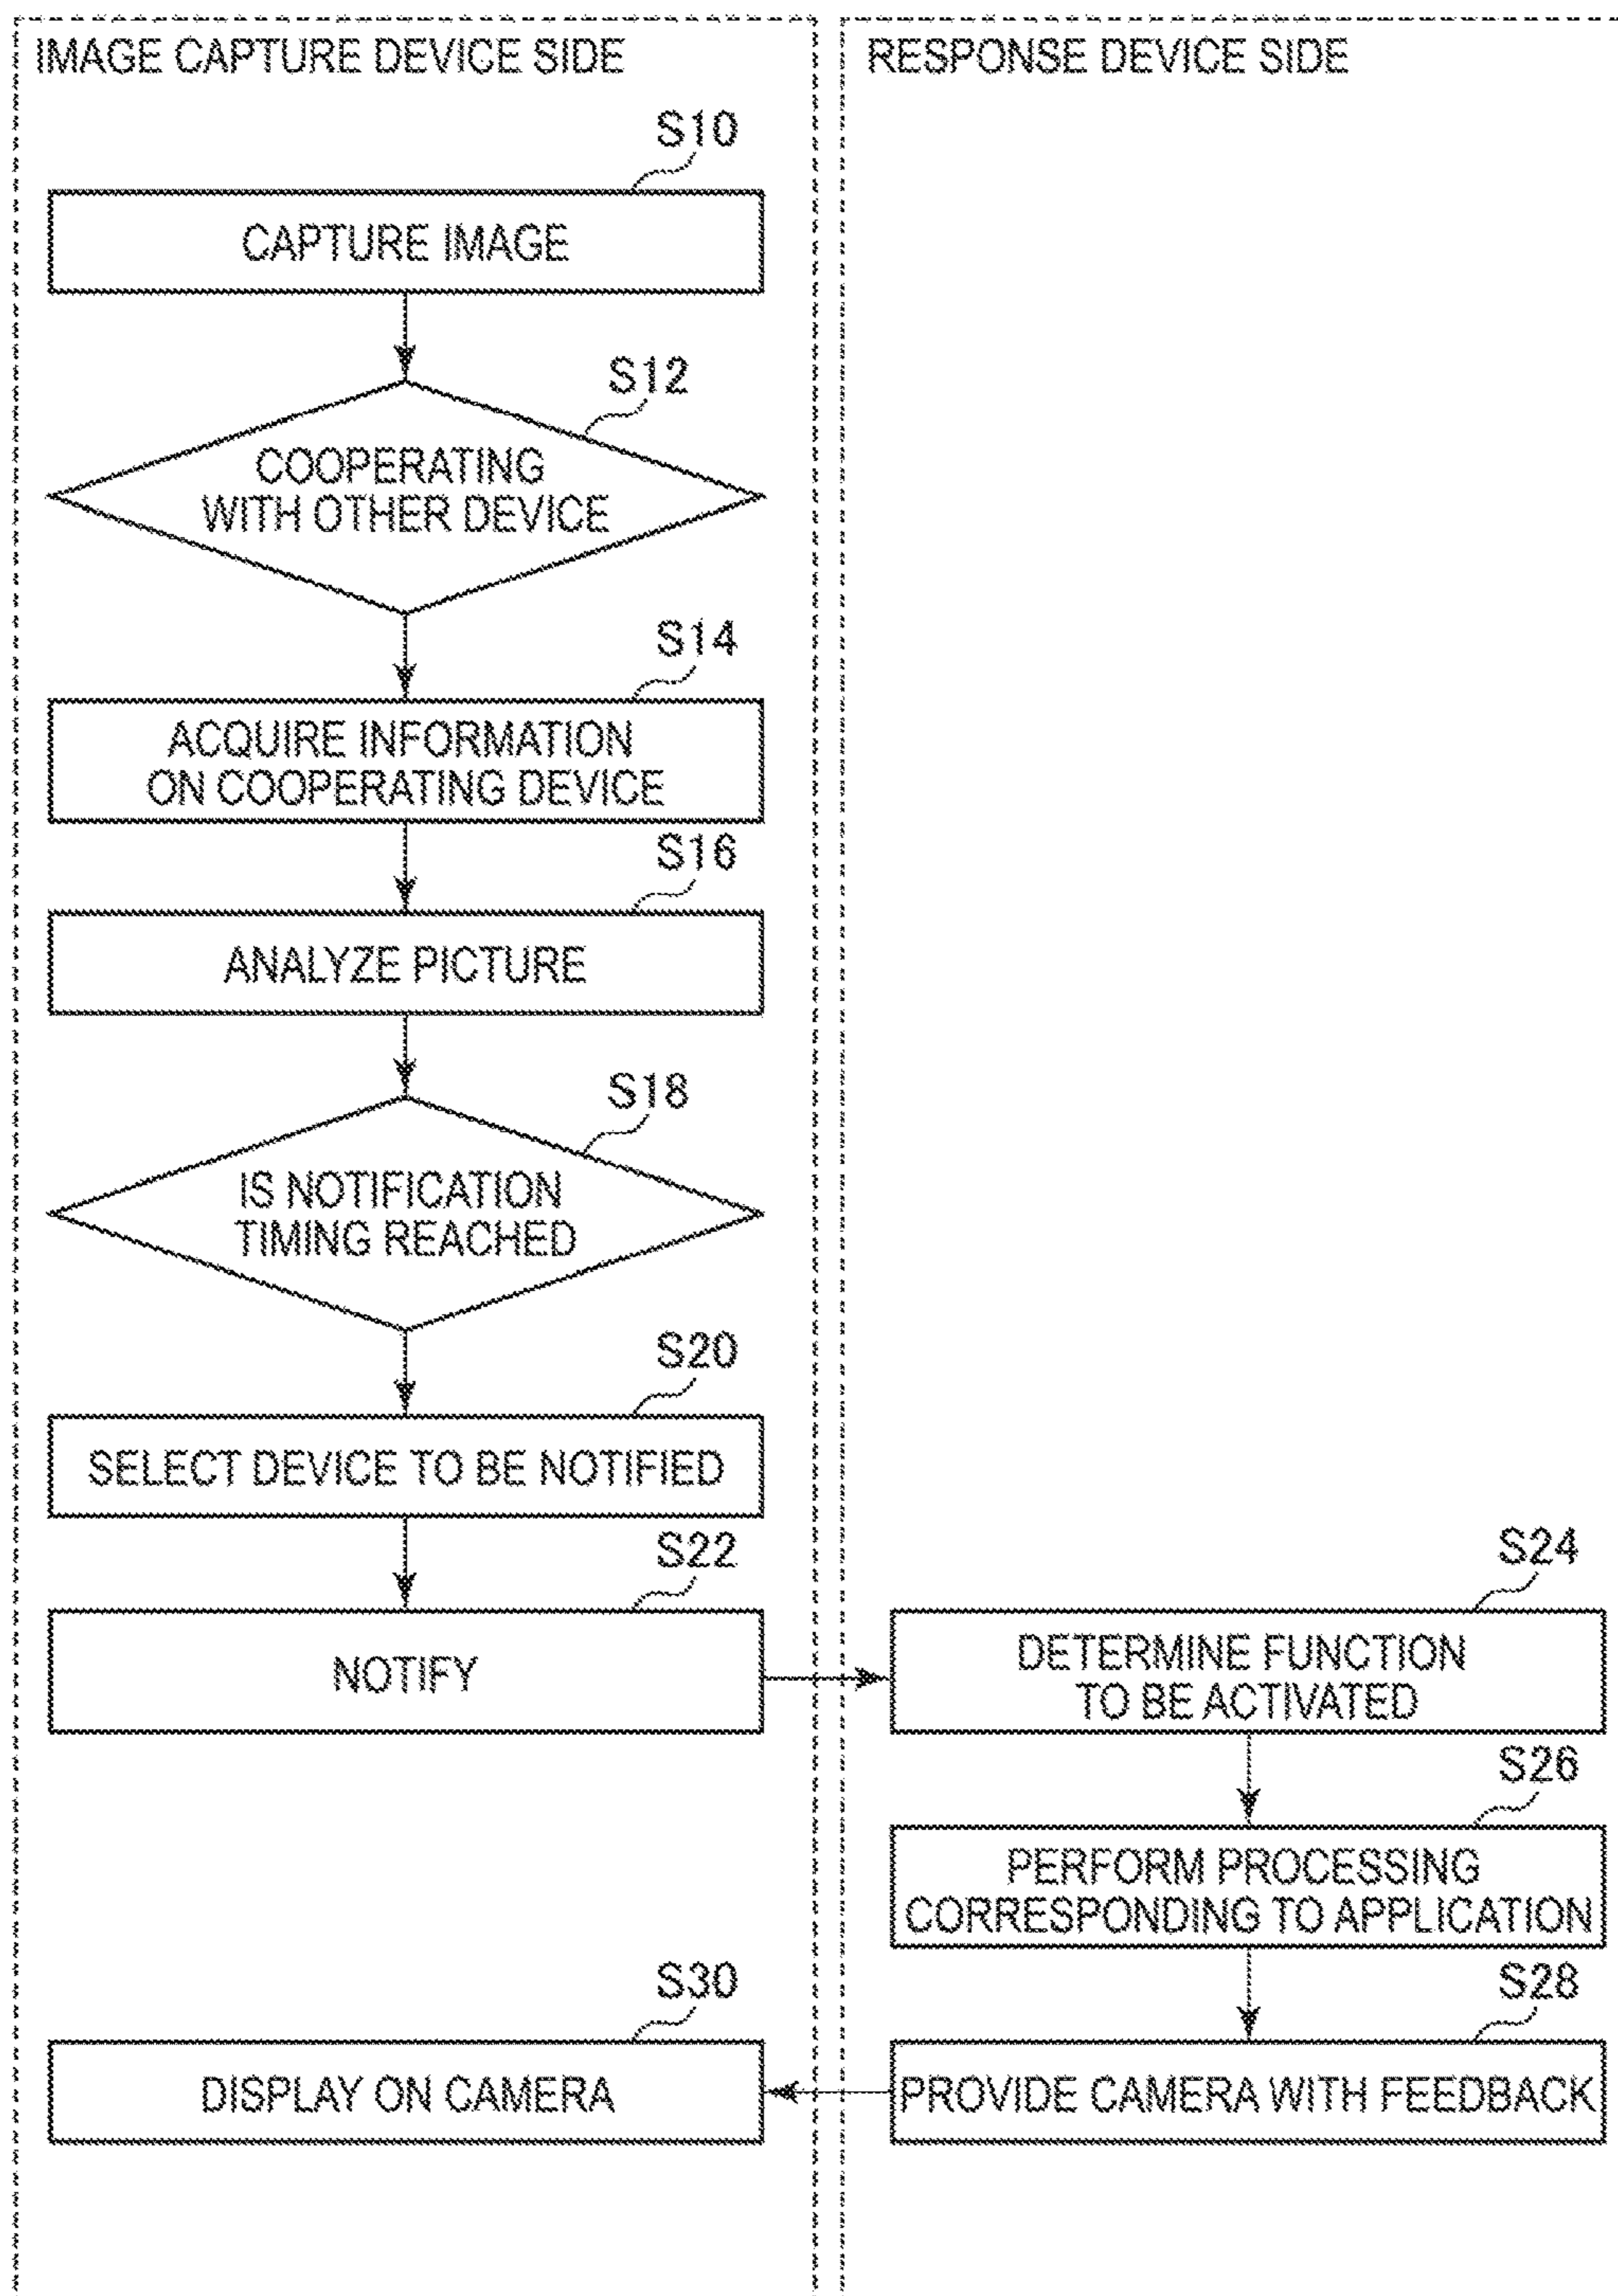 IMAGE CAPTURE DEVICE SIDE
S10
CAPTURE IMAGE
S12
COOPERATING
WITH OTHER DEVICE
S14
ACQUIRE INFORMATION
ON COOPERATING DEVICE
S16
ANALYZE PICTURE
S18
IS NOTIFICATION
TIMING REACHED
S20
SELECT DEVICE TO BE NOTIFIED
S22
NOTIFY
S30
DISPLAY ON CAMERA
RESPONSE DEVICE SIDE
S24
DETERMINE FUNCTION
TO BE ACTIVATED
S26
PERFORM PROCESSING
CORRESPONDING TO APPLICATION
S28
PROVIDE CAMERA WITH FEEDBACK